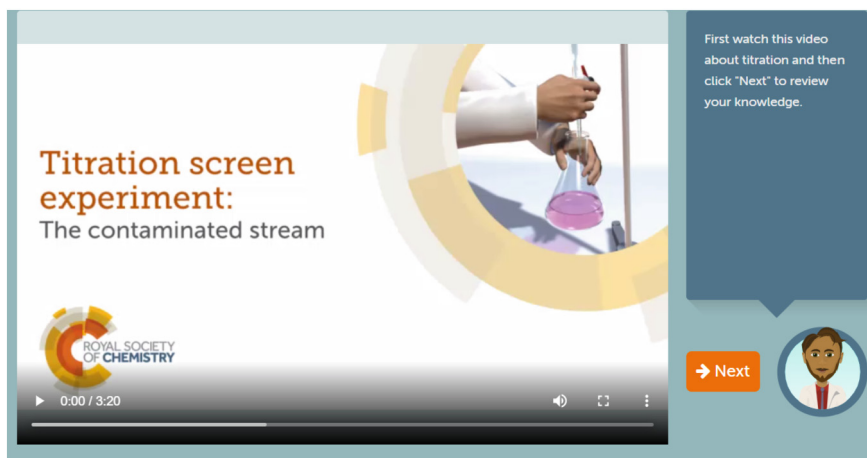 First watch this video
about titration and then
click "Next" to review
your knowledge.
Titration screen
experiment:
The contaminated stream
ROYAL SOCIETY
OF CHEMISTRY
0:00 / 3:20
Next